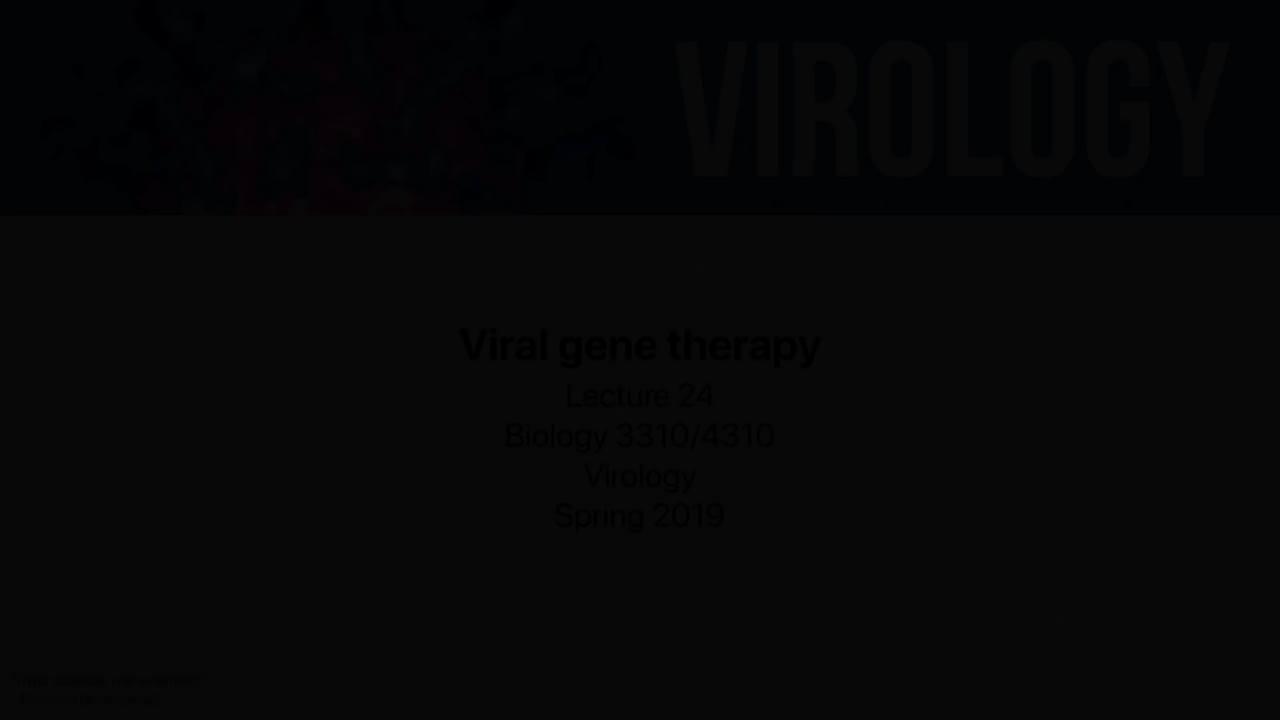 VIROLOGY
Viral gene therapy
Lecture 24
Biology 3310/4310
Virology
Spring 2019